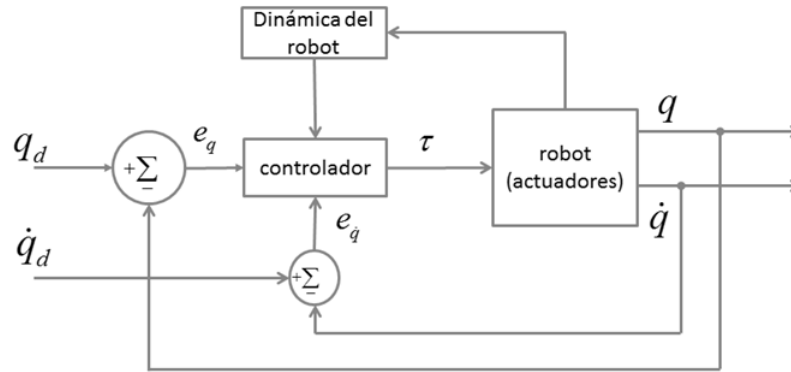 Dinámica del
robot
q
q_d
+Σ
−
e_q
controlador
τ
robot
(actuadores)
q̇
e_q̇
q̇_d
+Σ
−